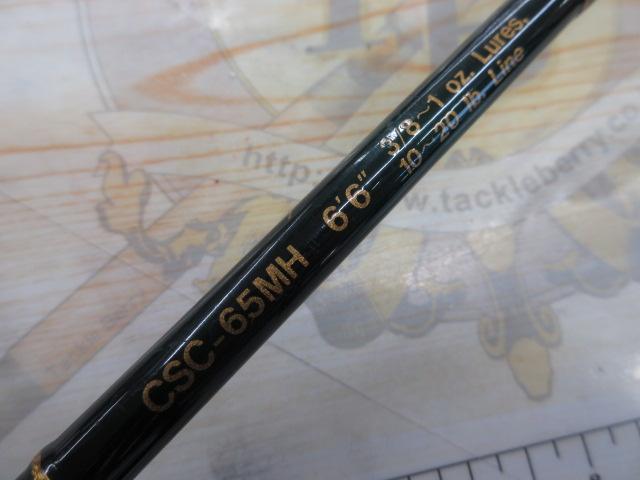 CSC-65MH 6'6" 3/8~1 oz. Lures.
10~20 lb. Line
http:
www.tackleberry.co